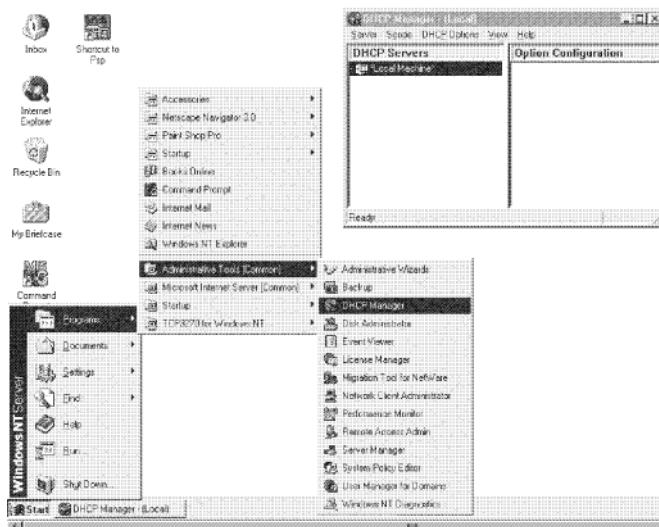 Inbox
Shortcut to
Psp
Internet
Explorer
Recycle Bin
My Briefcase
Command
DHCP Manager - (Local)
Server Scope DHCP Options View Help
DHCP Servers
Option Configuration
*Local Machine*
Ready
Accessories
Netscape Navigator 3.0
Paint Shop Pro
Startup
Books Online
Command Prompt
Internet Mail
Internet News
Windows NT Explorer
Administrative Tools (Common)
Microsoft Internet Server (Common)
Startup
TCP3270 for Windows NT
Administrative Wizards
Backup
DHCP Manager
Disk Administrator
Event Viewer
License Manager
Migration Tool for NetWare
Network Client Administrator
Performance Monitor
Remote Access Admin
Server Manager
System Policy Editor
User Manager for Domains
Windows NT Diagnostics
Programs
Documents
Settings
Find
Help
Run...
Shut Down...
Windows NT Server
Start
DHCP Manager - (Local)